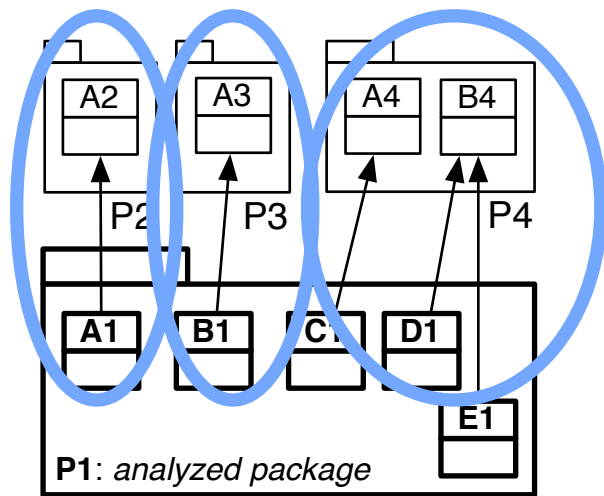 A2 A3 A4 B4
P2 P3 P4
A1 B1 C1 D1
E1
P1: analyzed package